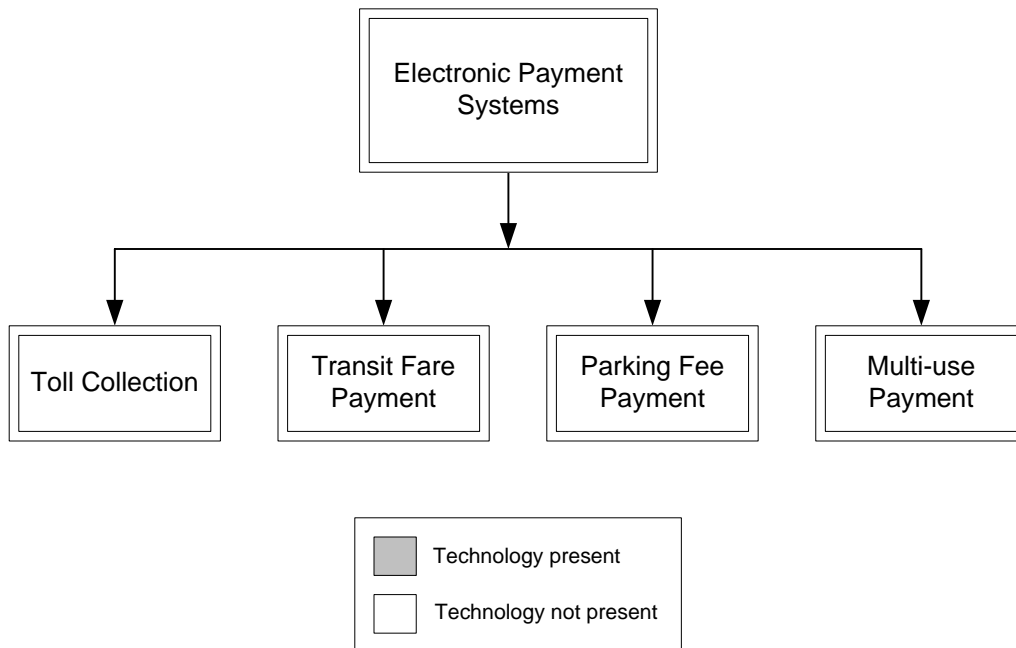 Electronic Payment
Systems
Toll Collection
Transit Fare
Payment
Parking Fee
Payment
Multi-use
Payment
Technology present
Technology not present